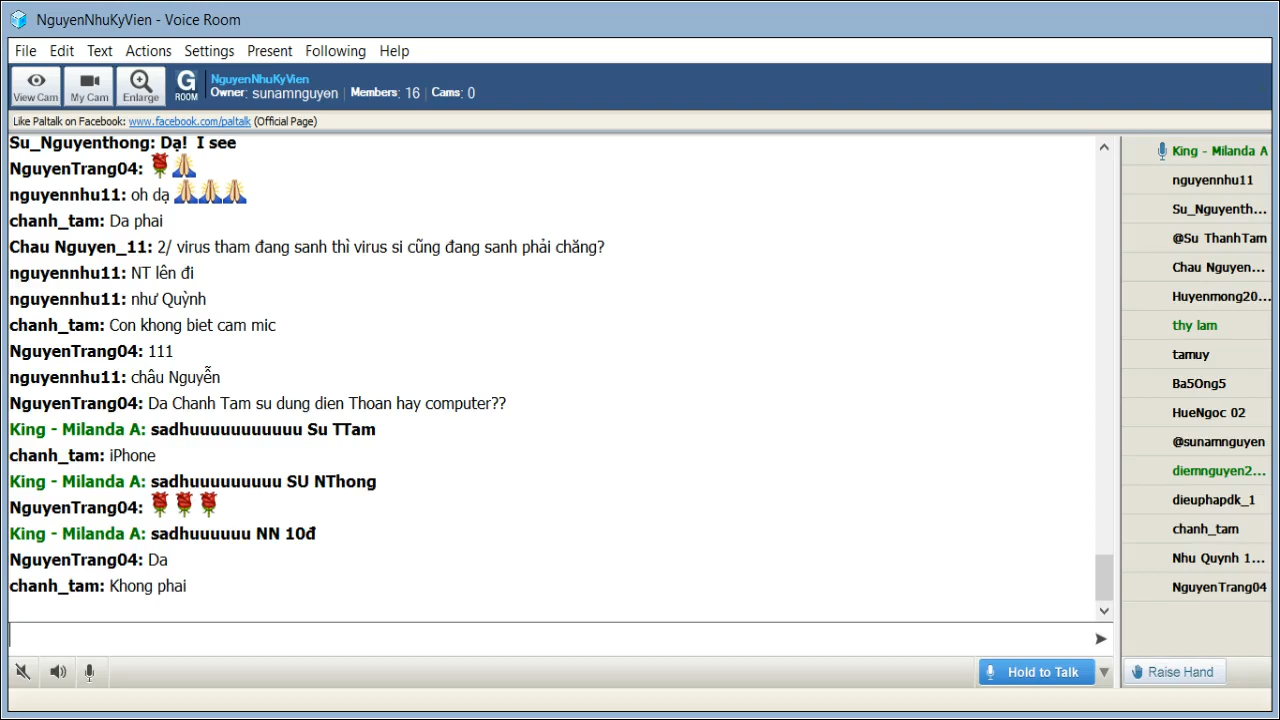 NguyenNhuKyVien - Voice Room
File Edit Text Actions Settings Present Following Help
View Cam My Cam Enlarge G ROOM NguyenNhuKyVien
Owner: sunamnguyen | Members: 16 | Cams: 0
Like Paltalk on Facebook: www.facebook.com/paltalk (Official Page)
Su_Nguyenthong: Dạ! I see
NguyenTrang04:
nguyennhu11: oh dạ
chanh_tam: Da phai
Chau Nguyen_11: 2/ virus tham đang sanh thì virus si cũng đang sanh phải chăng?
nguyennhu11: NT lên đi
nguyennhu11: như Quỳnh
chanh_tam: Con khong biet cam mic
NguyenTrang04: 111
nguyennhu11: châu Nguyễn
NguyenTrang04: Da Chanh Tam su dung dien Thoan hay computer??
King - Milanda A: sadhuuuuuuuuuuu Su TTam
chanh_tam: iPhone
King - Milanda A: sadhuuuuuuuuu SU NThong
NguyenTrang04:
King - Milanda A: sadhuuuuuu NN 10đ
NguyenTrang04: Da
chanh_tam: Khong phai
King - Milanda A
nguyennhu11
Su_Nguyenth...
@Su ThanhTam
Chau Nguyen...
Huyenmong20...
thy lam
tamuy
Ba5Ong5
HueNgoc 02
@sunamnguyen
diemnguyen2...
dieuphapdk_1
chanh_tam
Nhu Quynh 1...
NguyenTrang04
Hold to Talk
Raise Hand